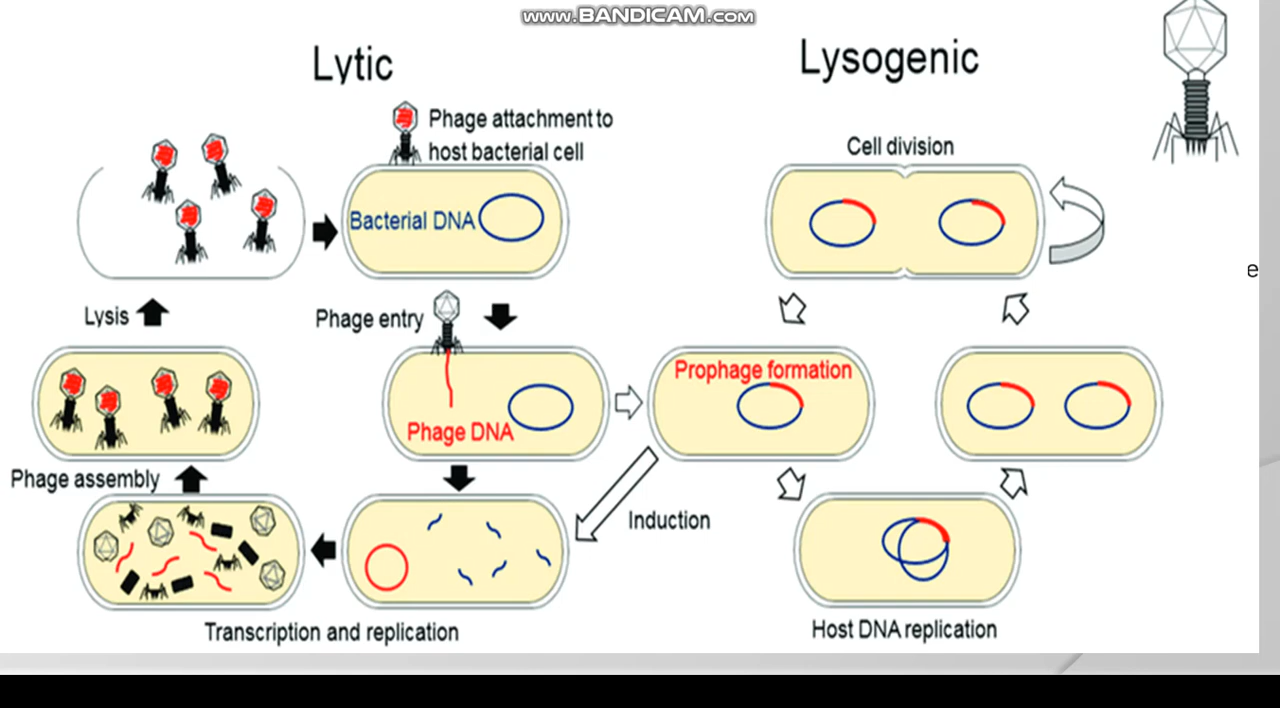 www.BANDICAM.com
Lytic
Lysogenic
Phage attachment to
host bacterial cell
Cell division
Bacterial DNA
e
Lysis
Phage entry
Prophage formation
Phage DNA
Phage assembly
Induction
Transcription and replication
Host DNA replication